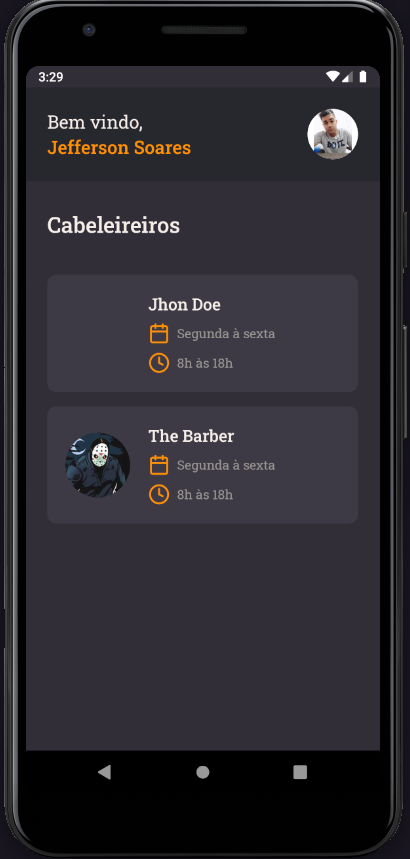 3:29
Bem vindo,
Jefferson Soares
Cabeleireiros
Jhon Doe
Segunda à sexta
8h às 18h
The Barber
Segunda à sexta
8h às 18h